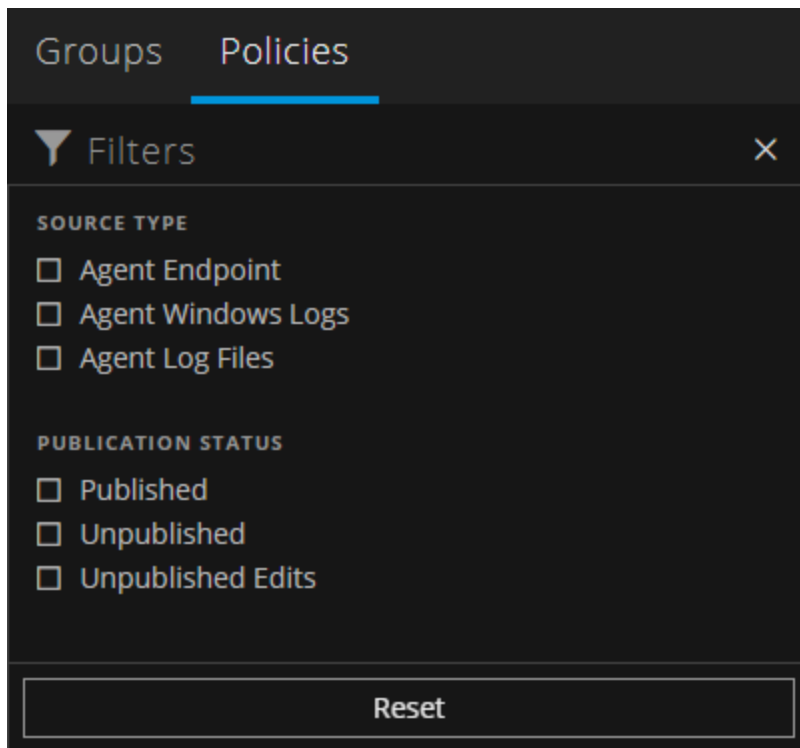 Groups Policies
Filters
SOURCE TYPE
Agent Endpoint
Agent Windows Logs
Agent Log Files
PUBLICATION STATUS
Published
Unpublished
Unpublished Edits
Reset